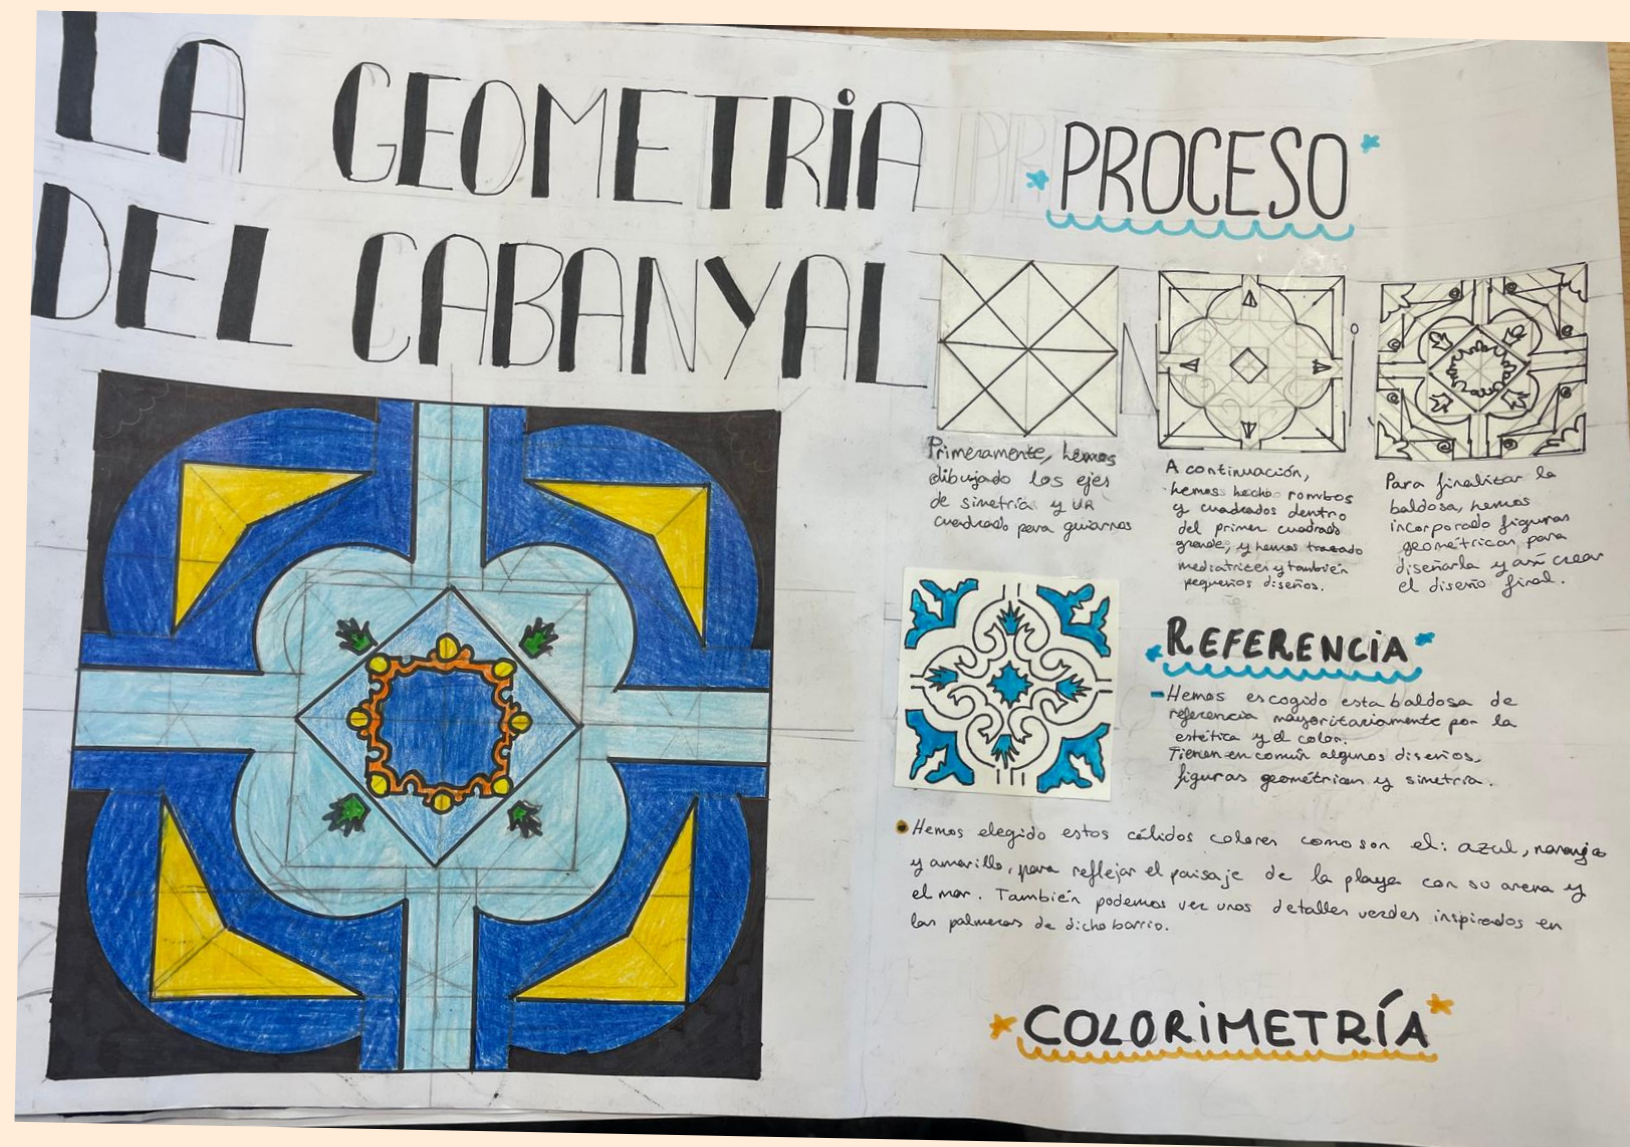 LA GEOMETRIA
DEL CABANYAL
PROCESO
Primeramente, hemos
dibujado los ejes
de simetría y un
cuadrado para guiarnos
A continuación,
hemos hecho rombos
y cuadrados dentro
del primer cuadrado
grande, y hemos trazado
mediatrices y también
pequeños diseños.
Para finalizar la
baldosa, hemos
incorporado figuras
geométricas para
diseñarla y así crear
el diseño final.
REFERENCIA
-Hemos escogido esta baldosa de
referencia mayoritariamente por la
estética y el color.
Tienen en común algunos diseños,
figuras geométricas y simetría.
Hemos elegido estos cálidos colores como son el: azul, naranja
y amarillo, para reflejar el paisaje de la playa con su arena y
el mar. También podemos ver unos detalles verdes inspirados en
las palmeras de dicho barrio.
COLORIMETRÍA